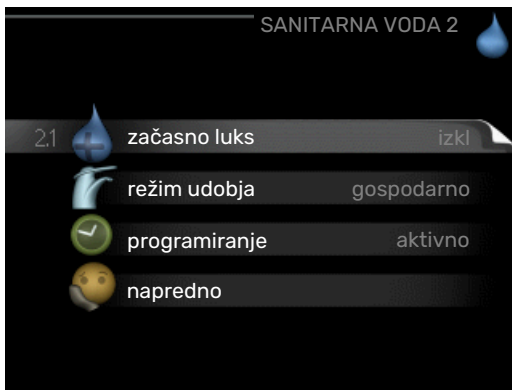 SANITARNA VODA 2
2.1 začasno luks izkl
režim udobja gospodarno
programiranje aktivno
napredno